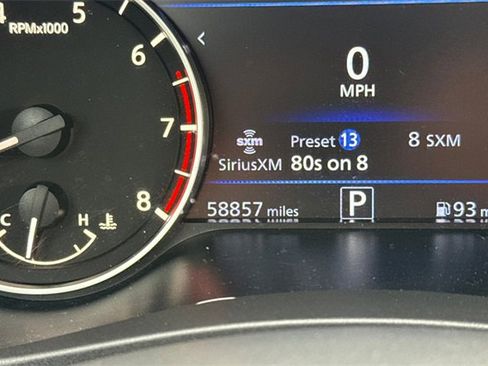 4 5
RPMx1000
6
7
8
C H
0
MPH
sxm Preset 13 8 SXM
SiriusXM 80s on 8
58857 miles P 93 m